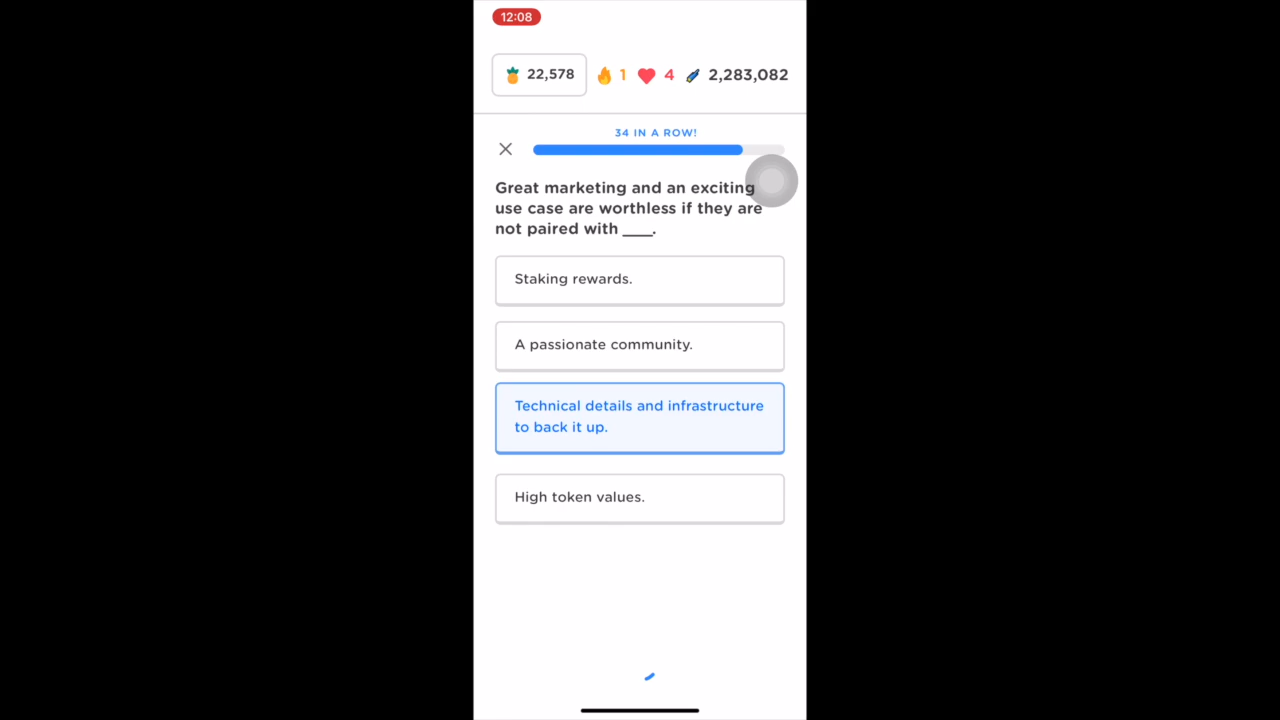 12:08
22,578 1 4 2,283,082
34 IN A ROW!
Great marketing and an exciting
use case are worthless if they are
not paired with ___.
Staking rewards.
A passionate community.
Technical details and infrastructure
to back it up.
High token values.